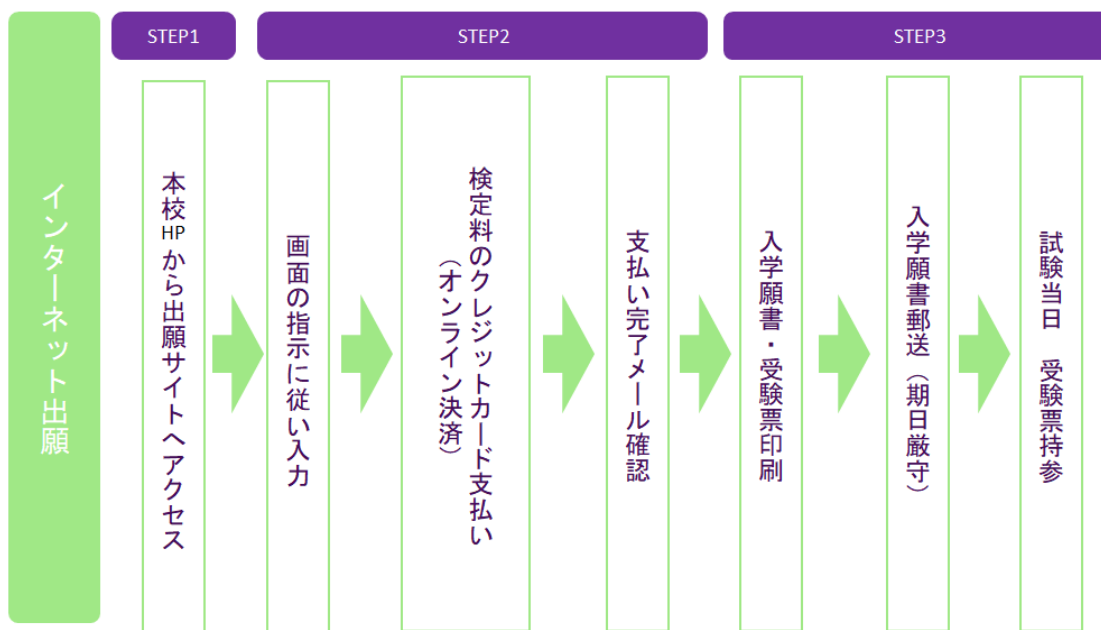 インターネット出願
STEP1
STEP2
STEP3
本校HPから出願サイトへアクセス
画面の指示に従い入力
検定料のクレジットカード支払い
（オンライン決済）
支払い完了メール確認
入学願書・受験票印刷
入学願書郵送（期日厳守）
試験当日　受験票持参